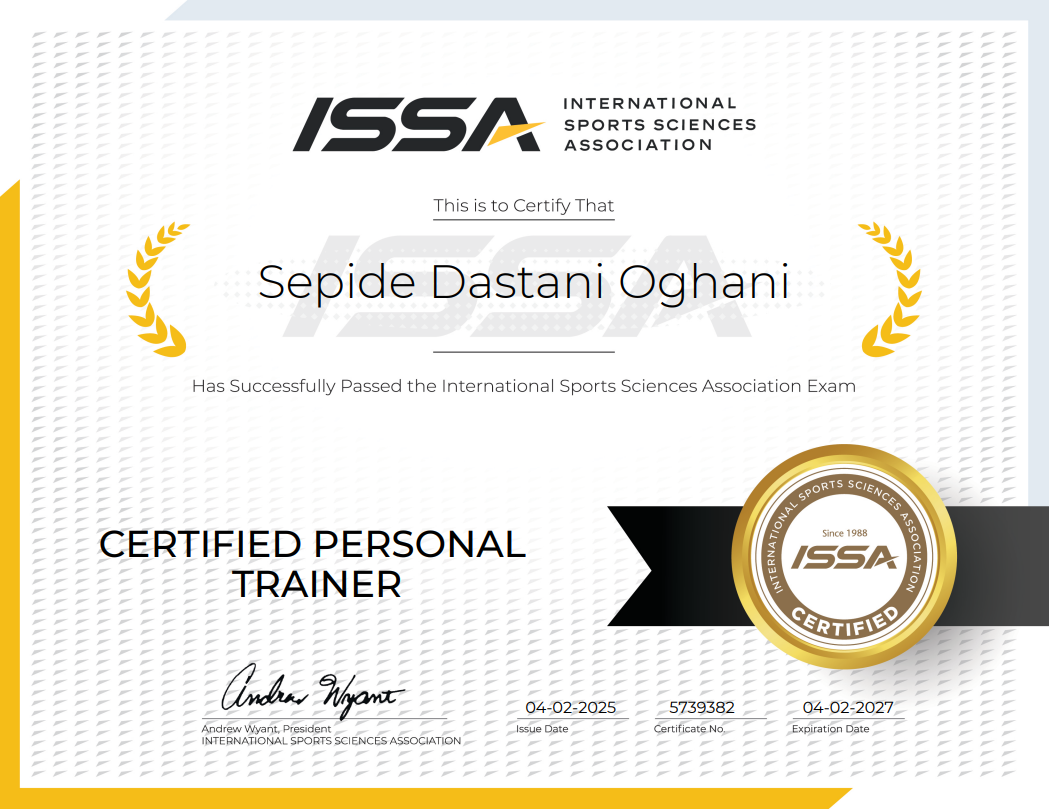 ISSA
INTERNATIONAL
SPORTS SCIENCES
ASSOCIATION
This is to Certify That
ISSA
Sepide Dastani Oghani
Has Successfully Passed the International Sports Sciences Association Exam
CERTIFIED PERSONAL
TRAINER
INTERNATIONAL SPORTS SCIENCES ASSOCIATION
Since 1988
ISSA
CERTIFIED
Andrew Wyant
Andrew Wyant, President
INTERNATIONAL SPORTS SCIENCES ASSOCIATION
04-02-2025
Issue Date
5739382
Certificate No.
04-02-2027
Expiration Date